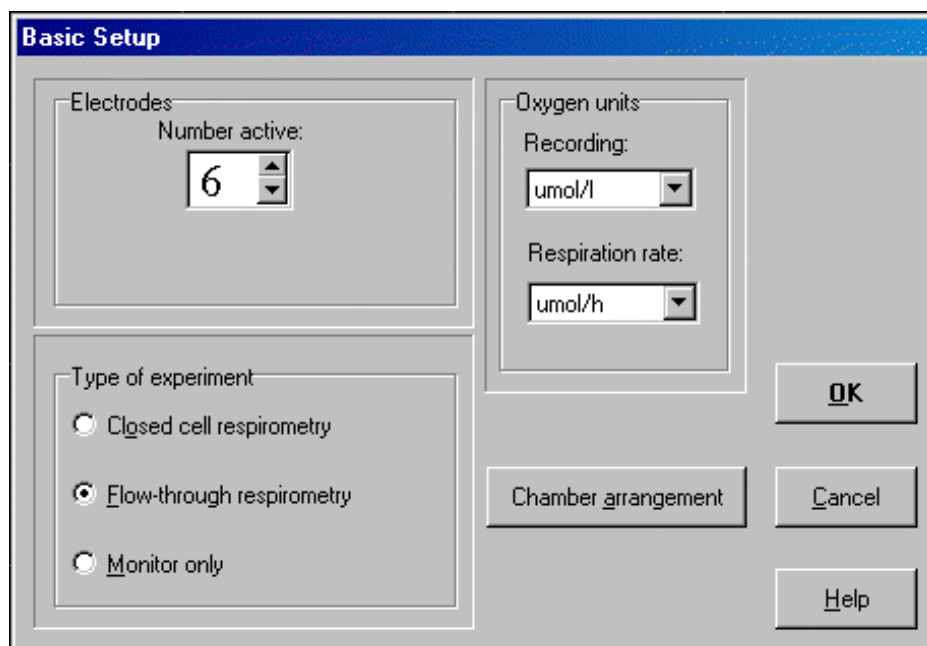 Basic Setup
Electrodes
Number active:
6
Oxygen units
Recording:
umol/l
Respiration rate:
umol/h
Type of experiment
Closed cell respirometry
Flow-through respirometry
Monitor only
Chamber arrangement
OK
Cancel
Help